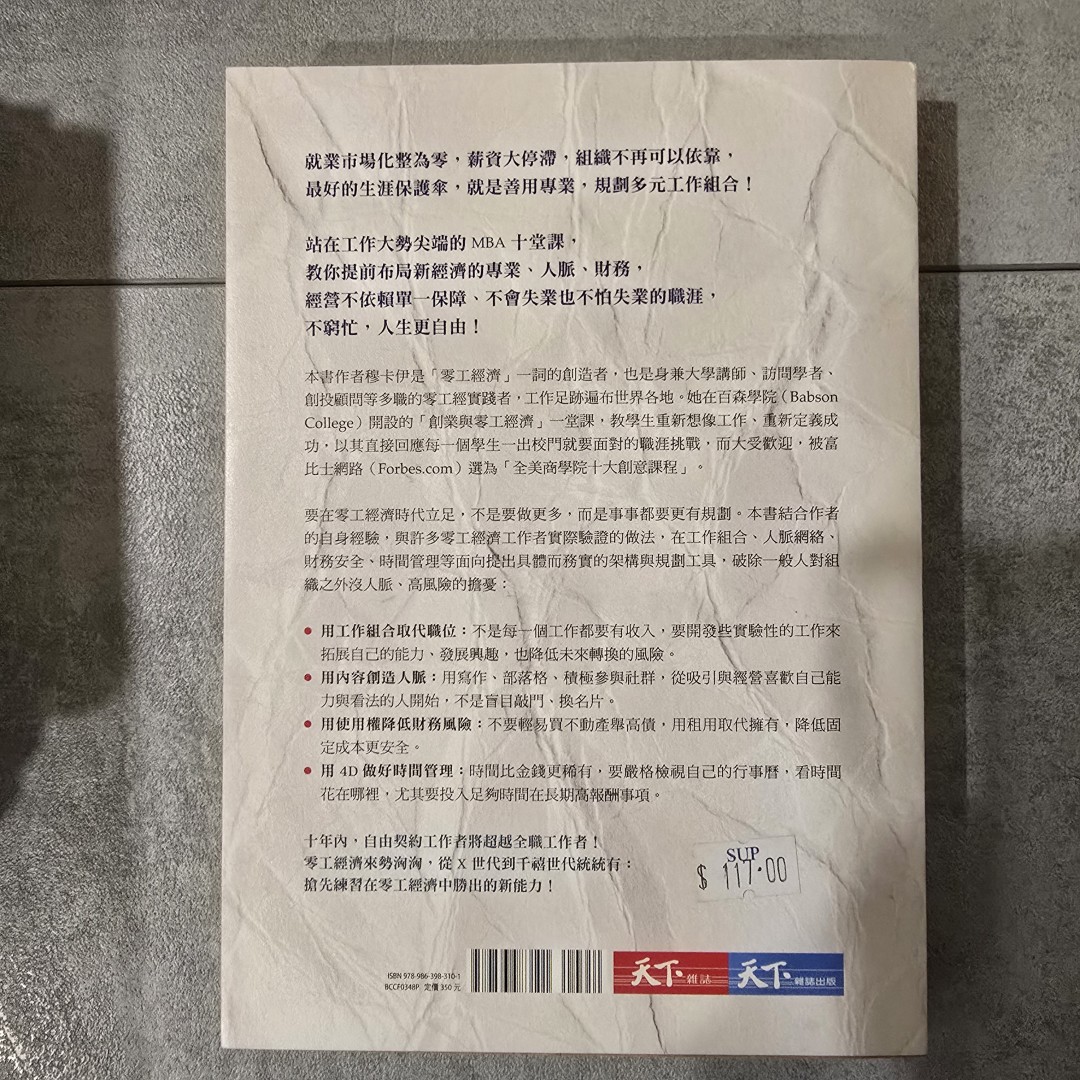 就業市場化整為零，薪資大停滯，組織不再可以依靠，
最好的生涯保護傘，就是善用專業，規劃多元工作組合！
站在工作大勢尖端的 MBA 十堂課，
教你提前布局新經濟的專業、人脈、財務，
經營不依賴單一保障、不會失業也不怕失業的職涯，
不窮忙，人生更自由！
本書作者穆卡伊是「零工經濟」一詞的創造者，也是身兼大學講師、訪問學者、
創投顧問等多職的零工經實踐者，工作足跡遍布世界各地。她在百森學院（Babson
College）開設的「創業與零工經濟」一堂課，教學生重新想像工作、重新定義成
功，以其直接回應每一個學生一出校門就要面對的職涯挑戰，而大受歡迎，被富
比士網路（Forbes.com）選為「全美商學院十大創意課程」。
要在零工經濟時代立足，不是要做更多，而是事事都要更有規劃。本書結合作者
的自身經驗，與許多零工經濟工作者實際驗證的做法，在工作組合、人脈網絡、
財務安全、時間管理等面向提出具體而務實的架構與規劃工具，破除一般人對組
織之外沒人脈、高風險的擔憂：
● 用工作組合取代職位：不是每一個工作都要有收入，要開發些實驗性的工作來
拓展自己的能力、發展興趣，也降低未來轉換的風險。
● 用內容創造人脈：用寫作、部落格、積極參與社群，從吸引與經營喜歡自己能
力與看法的人開始，不是盲目敲門、換名片。
● 用使用權降低財務風險：不要輕易買不動產舉高債，用租用取代擁有，降低固
定成本更安全。
● 用 4D 做好時間管理：時間比金錢更稀有，要嚴格檢視自己的行事曆，看時間
花在哪裡，尤其要投入足夠時間在長期高報酬事項。
十年內，自由契約工作者將超越全職工作者！
零工經濟來勢洶洶，從 X 世代到千禧世代統統有：
搶先練習在零工經濟中勝出的新能力！
SUP
$ 117.00
ISBN 978-986-398-310-1
BCCF0348P 定價 350 元
天下雜誌 天下雜誌出版